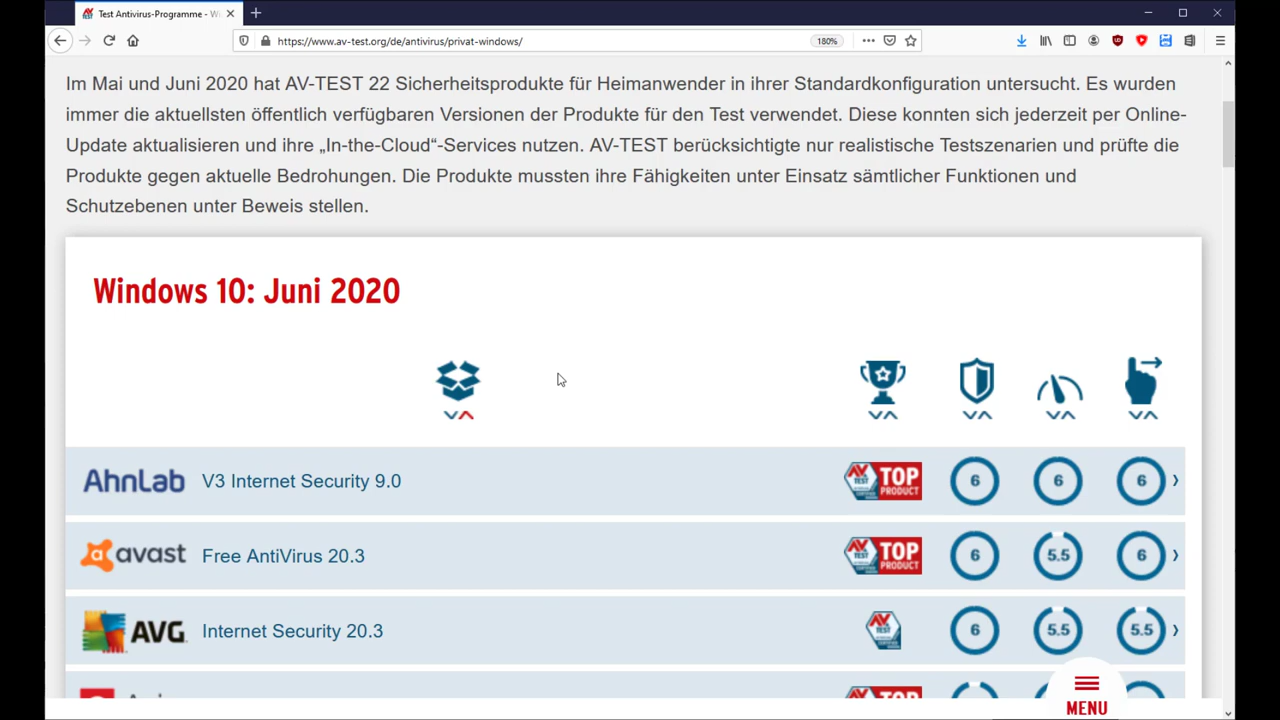 Test Antivirus-Programme - Wi
https://www.av-test.org/de/antivirus/privat-windows/
180%
Im Mai und Juni 2020 hat AV-TEST 22 Sicherheitsprodukte für Heimanwender in ihrer Standardkonfiguration untersucht. Es wurden
immer die aktuellsten öffentlich verfügbaren Versionen der Produkte für den Test verwendet. Diese konnten sich jederzeit per Online-
Update aktualisieren und ihre „In-the-Cloud“-Services nutzen. AV-TEST berücksichtigte nur realistische Testszenarien und prüfte die
Produkte gegen aktuelle Bedrohungen. Die Produkte mussten ihre Fähigkeiten unter Einsatz sämtlicher Funktionen und
Schutzebenen unter Beweis stellen.
Windows 10: Juni 2020
AhnLab V3 Internet Security 9.0 AV TEST TOP PRODUCT 6 6 6
avast Free AntiVirus 20.3 AV TEST TOP PRODUCT 6 5.5 6
AVG Internet Security 20.3 AV TEST 6 5.5 5.5
MENU